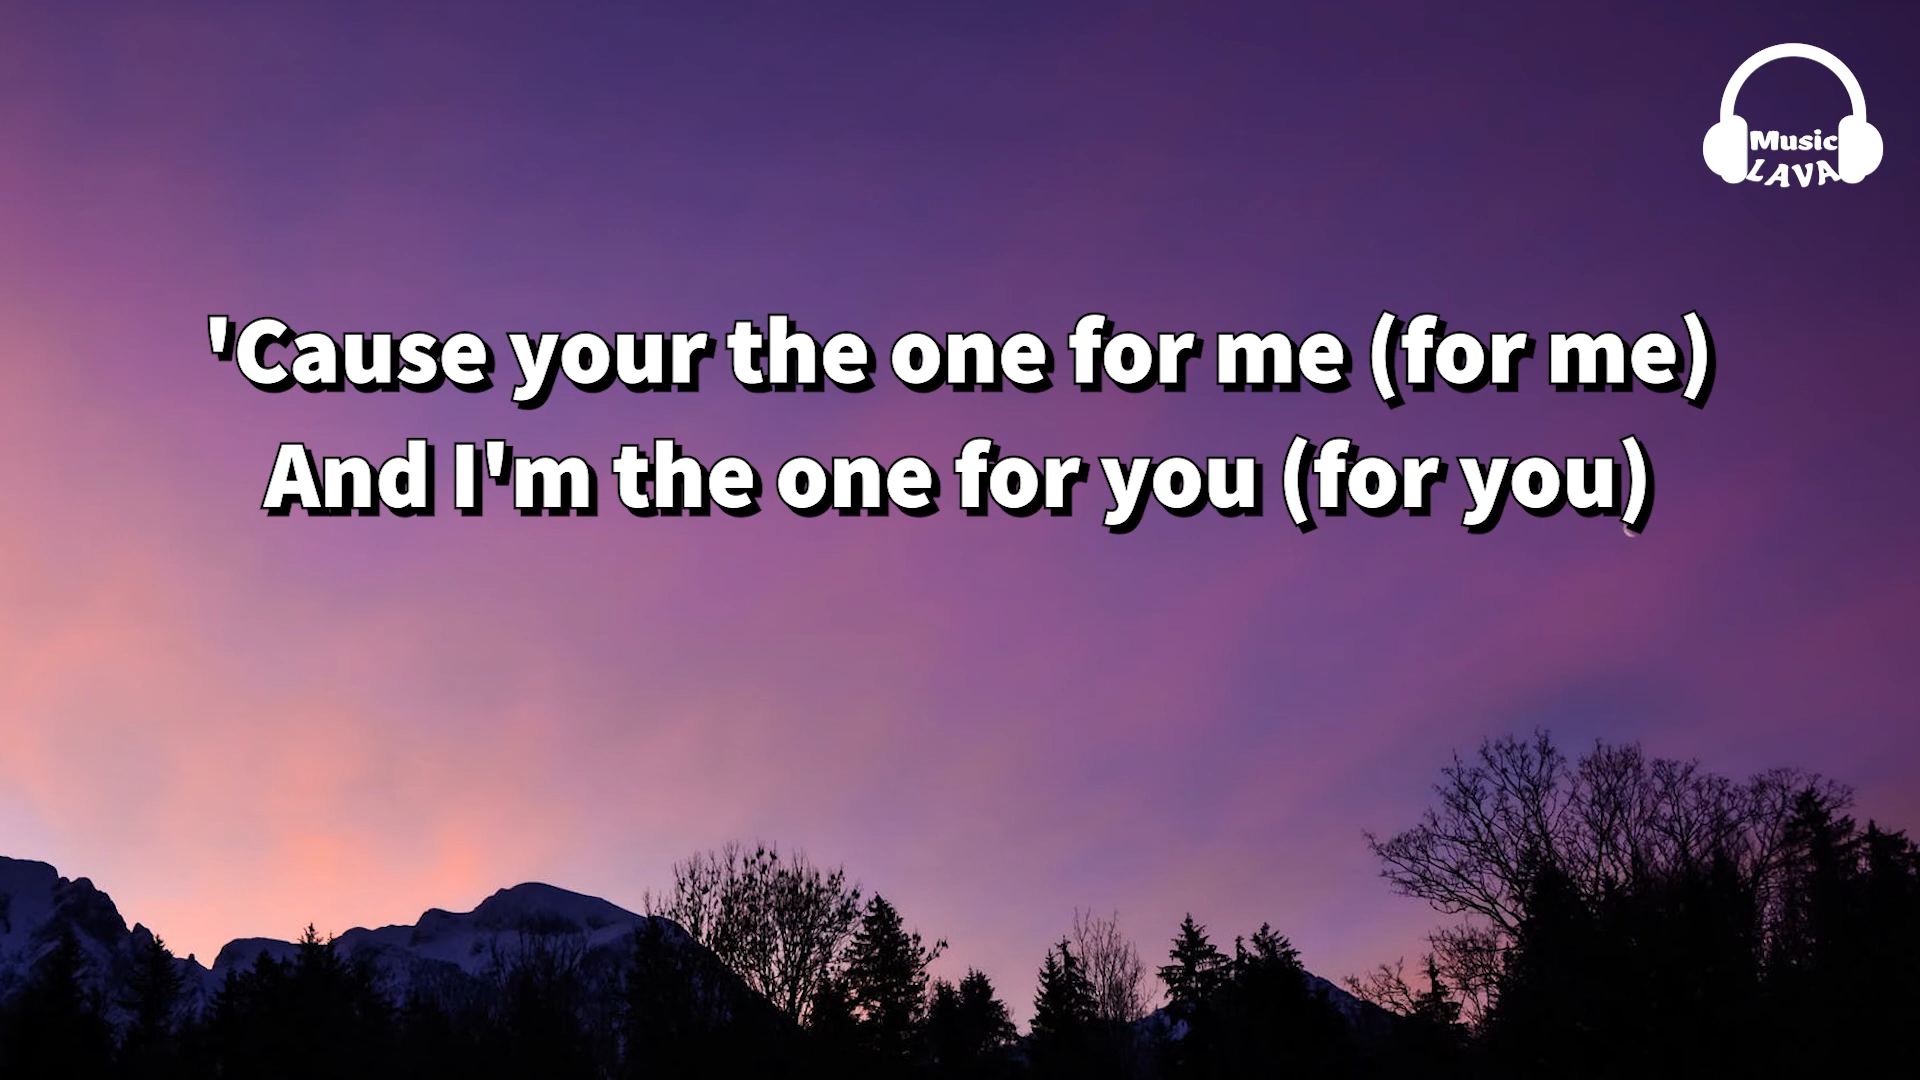 Music
LAVA
'Cause your the one for me (for me)
And I'm the one for you (for you)